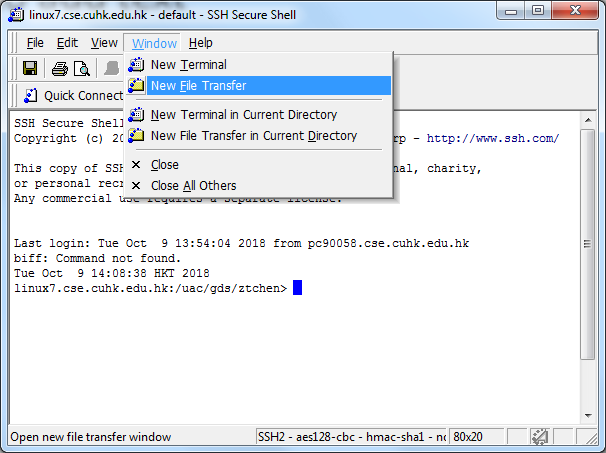 linux7.cse.cuhk.edu.hk - default - SSH Secure Shell
File Edit View Window Help
New Terminal
New File Transfer
New Terminal in Current Directory
New File Transfer in Current Directory
Close
Close All Others
Quick Connect
SSH Secure Shell
Copyright (c) 20 rp - http://www.ssh.com/
This copy of SSH nal, charity,
or personal recr
Any commercial use requires a separate license.
Last login: Tue Oct 9 13:54:04 2018 from pc90058.cse.cuhk.edu.hk
biff: Command not found.
Tue Oct 9 14:08:38 HKT 2018
linux7.cse.cuhk.edu.hk:/uac/gds/ztchen>
Open new file transfer window SSH2 - aes128-cbc - hmac-sha1 - nc 80x20